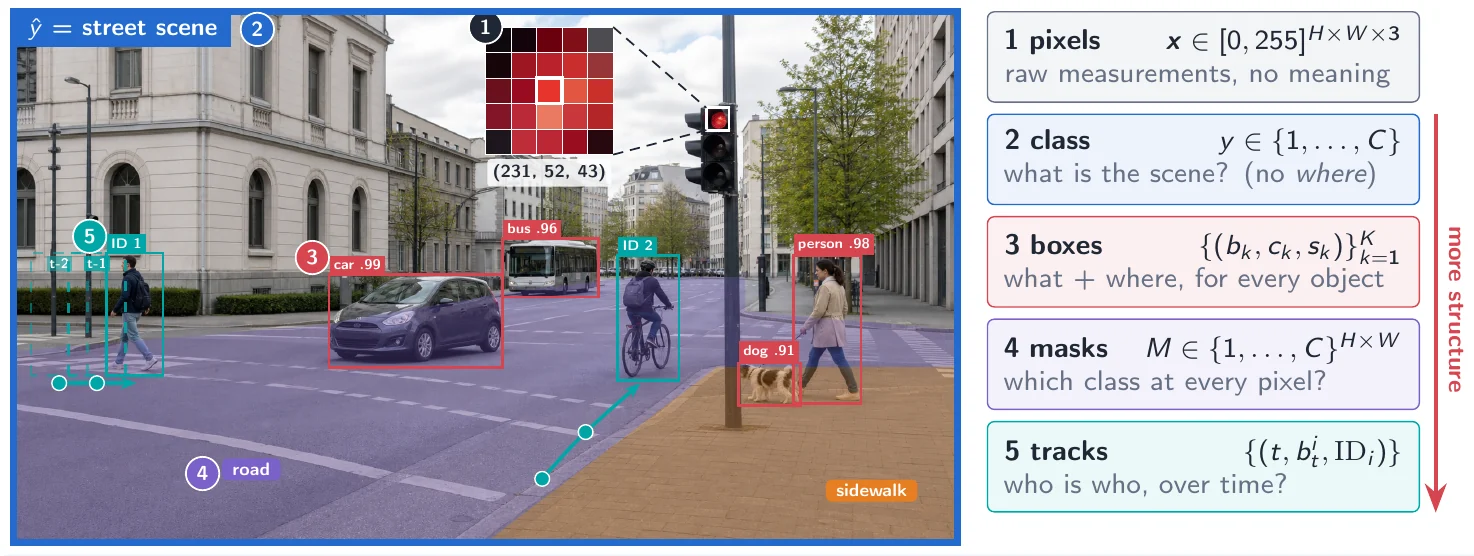 ŷ = street scene
2
1
(231, 52, 43)
5
ID 1
t-2
t-1
3
car .99
bus .96
ID 2
person .98
dog .91
4
road
sidewalk
1 pixels x ∈ [0, 255]^{H×W×3}
raw measurements, no meaning
2 class y ∈ {1, . . . , C}
what is the scene? (no where)
3 boxes {(b_k, c_k, s_k)}_{k=1}^{K}
what + where, for every object
4 masks M ∈ {1, . . . , C}^{H×W}
which class at every pixel?
5 tracks {(t, b_t^i, ID_i)}
who is who, over time?
more structure